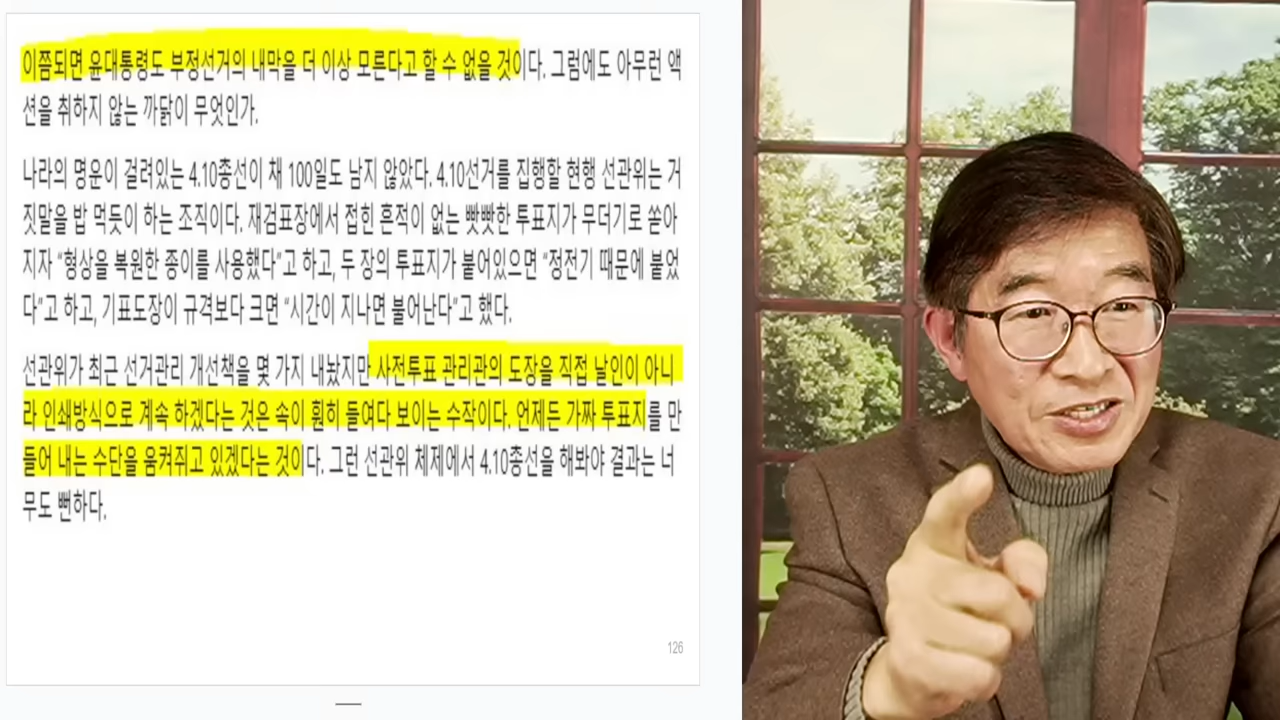 이쯤되면 윤대통령도 부정선거의 내막을 더 이상 모른다고 할 수 없을 것이다. 그럼에도 아무런 액
션을 취하지 않는 까닭이 무엇인가.
나라의 명운이 걸려있는 4.10총선이 채 100일도 남지 않았다. 4.10선거를 집행할 현행 선관위는 거
짓말을 밥 먹듯이 하는 조직이다. 재검표장에서 접힌 흔적이 없는 빳빳한 투표지가 무더기로 쏟아
지자 “형상을 복원한 종이를 사용했다”고 하고, 두 장의 투표지가 붙어있으면 “정전기 때문에 붙었
다”고 하고, 기표도장이 규격보다 크면 “시간이 지나면 불어난다”고 했다.
선관위가 최근 선거관리 개선책을 몇 가지 내놨지만 사전투표 관리관의 도장을 직접 날인이 아니
라 인쇄방식으로 계속 하겠다는 것은 속이 훤히 들여다 보이는 수작이다. 언제든 가짜 투표지를 만
들어 내는 수단을 움켜쥐고 있겠다는 것이다. 그런 선관위 체제에서 4.10총선을 해봐야 결과는 너
무도 뻔하다.
126